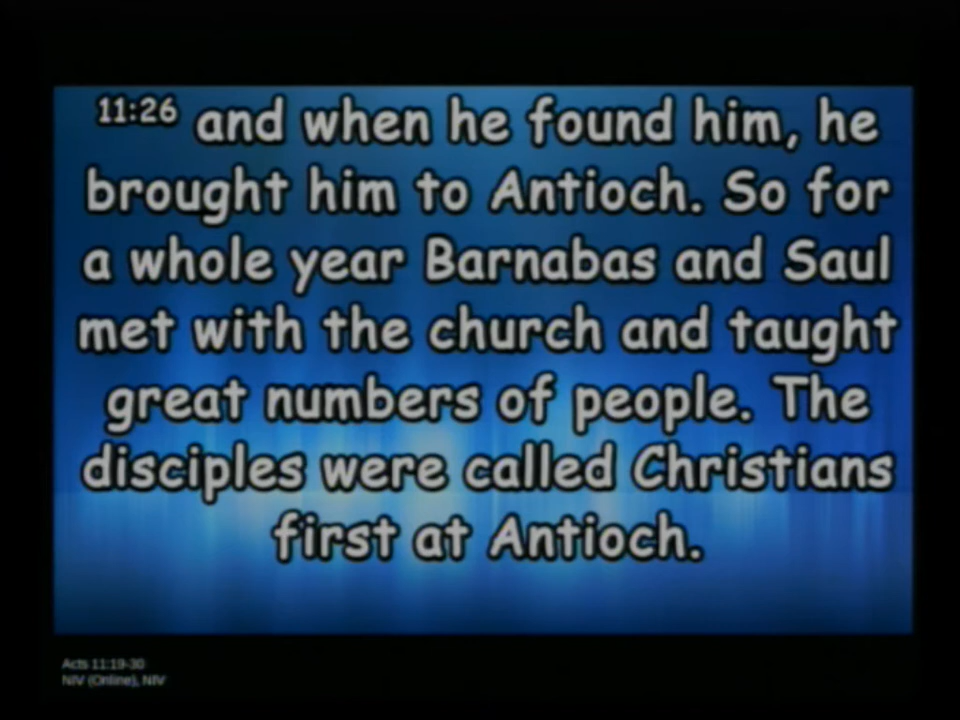 11:26 and when he found him, he
brought him to Antioch. So for
a whole year Barnabas and Saul
met with the church and taught
great numbers of people. The
disciples were called Christians
first at Antioch.
Acts 11:19-30
NIV (Online), NIV